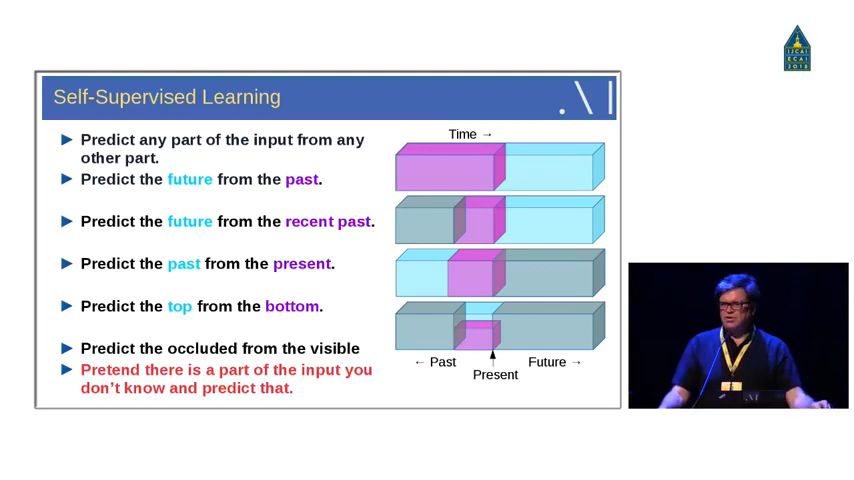 IJCAI
ECAI
2018
Self-Supervised Learning
Predict any part of the input from any
other part.
Predict the future from the past.
Predict the future from the recent past.
Predict the past from the present.
Predict the top from the bottom.
Predict the occluded from the visible
Pretend there is a part of the input you
don't know and predict that.
Time →
← Past
Present
Future →